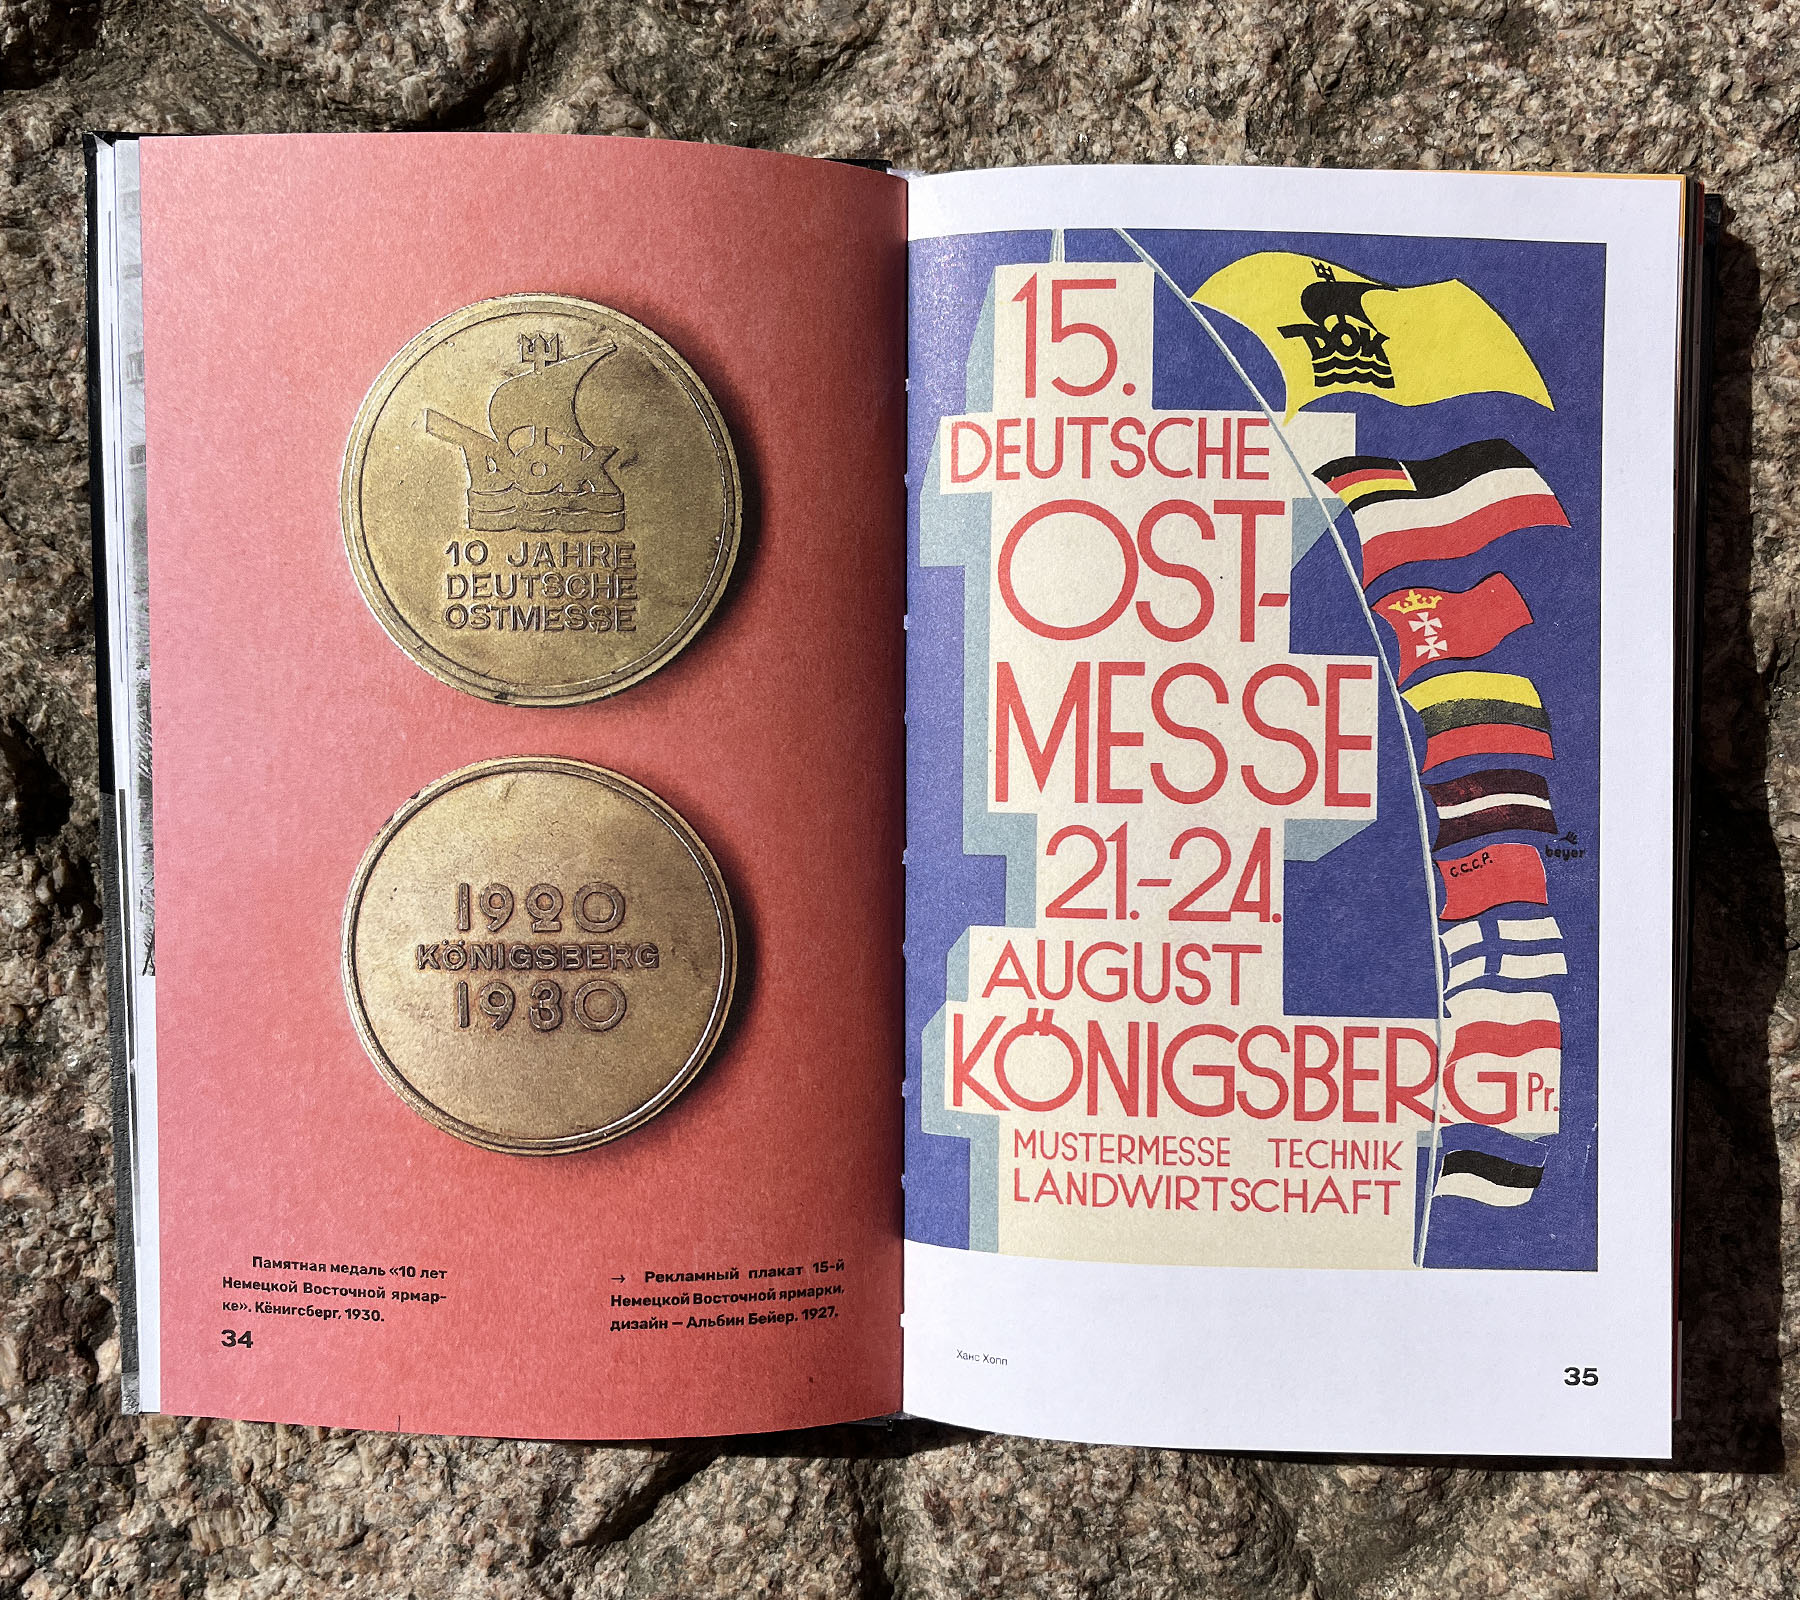 10 JAHRE
DEUTSCHE
OSTMESSE
1920
KÖNIGSBERG
1930
Памятная медаль «10 лет
Немецкой Восточной ярмар-
ке». Кёнигсберг, 1930.
→ Рекламный плакат 15-й
Немецкой Восточной ярмарки,
дизайн — Альбин Бейер. 1927.
34
15.
DEUTSCHE
OST-
MESSE
21.-24.
AUGUST
KÖNIGSBERG Pr.
MUSTERMESSE TECHNIK
LANDWIRTSCHAFT
DOK
beyer
C.C.C.P.
Ханс Хопп
35